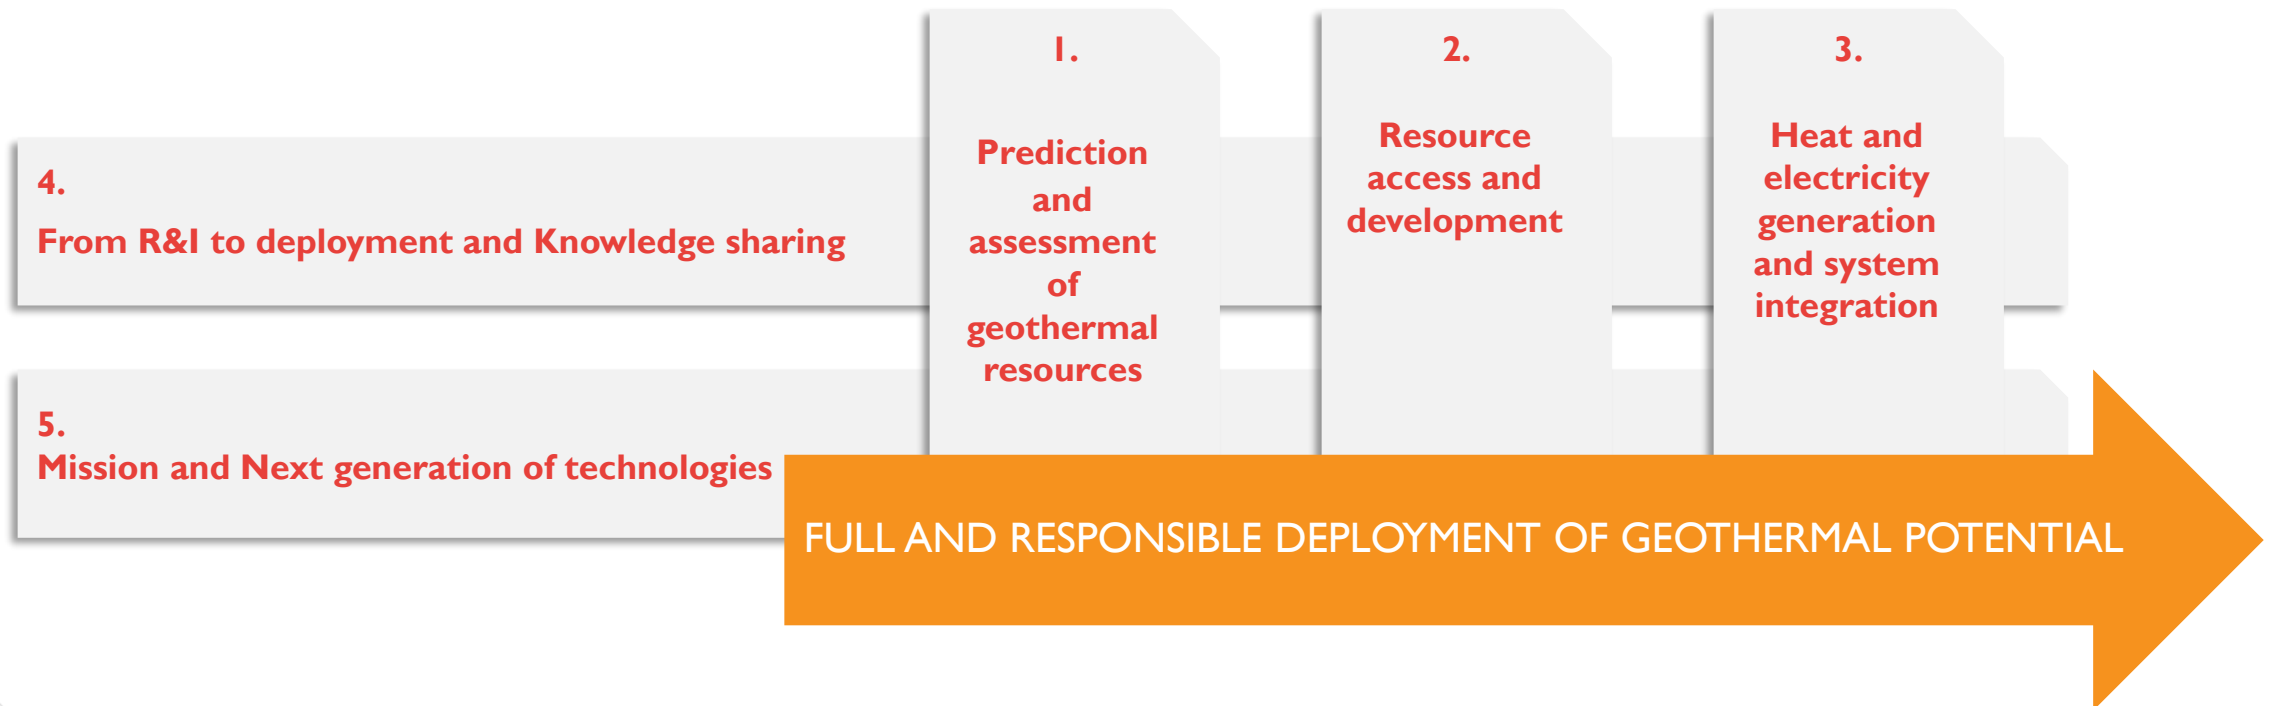 1.
Prediction
and
assessment
of
geothermal
resources
2.
Resource
access and
development
3.
Heat and
electricity
generation
and system
integration
4.
From R&I to deployment and Knowledge sharing
5.
Mission and Next generation of technologies
FULL AND RESPONSIBLE DEPLOYMENT OF GEOTHERMAL POTENTIAL